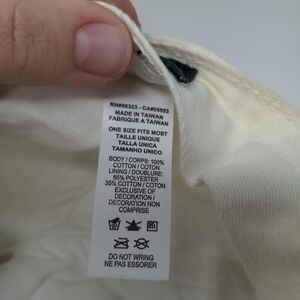 RN#56323 - CA#05553
MADE IN TAIWAN
FABRIQUE A TAIWAN
ONE SIZE FITS MOST
TAILLE UNIQUE
TALLA UNICA
TAMANHO UNICO
BODY / CORPS: 100%
COTTON / COTON
LINING / DOUBLURE:
65% POLYESTER
35% COTTON / COTON
EXCLUSIVE OF
DECORATION /
DECORATION NON
COMPRISE
DO NOT WRING
NE PAS ESSORER